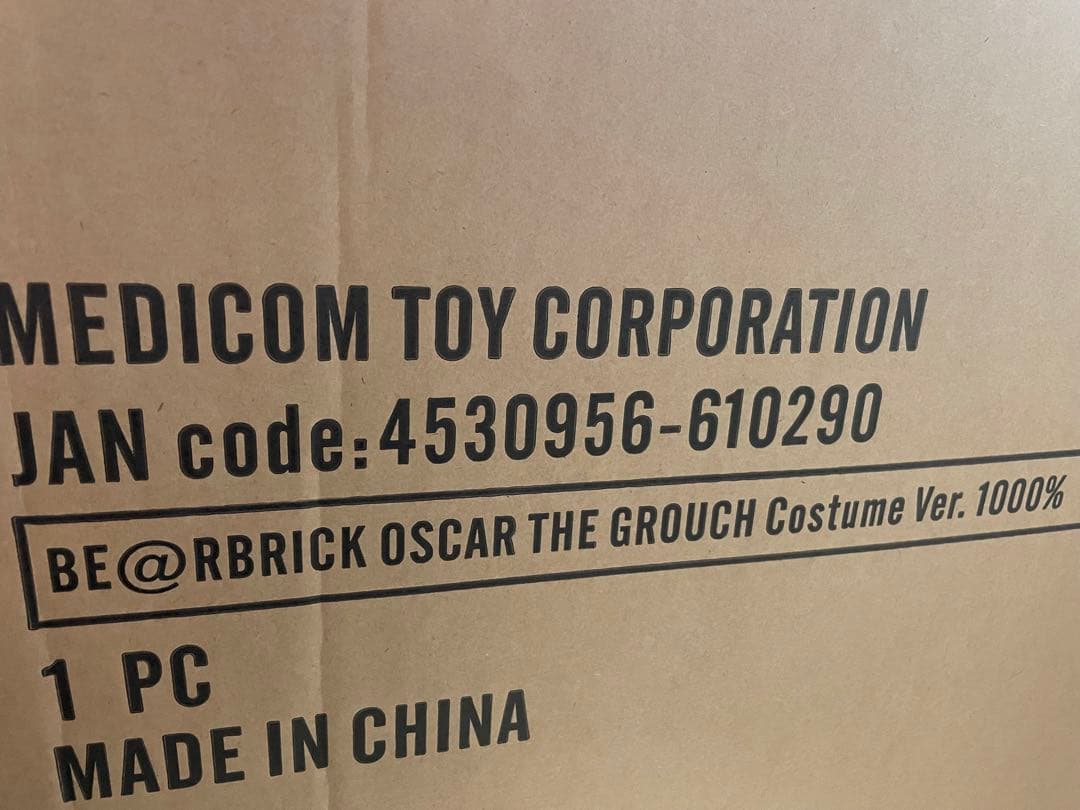 MEDICOM TOY CORPORATION
JAN code:4530956-610290
BE@RBRICK OSCAR THE GROUCH Costume Ver. 1000%
1 PC
MADE IN CHINA